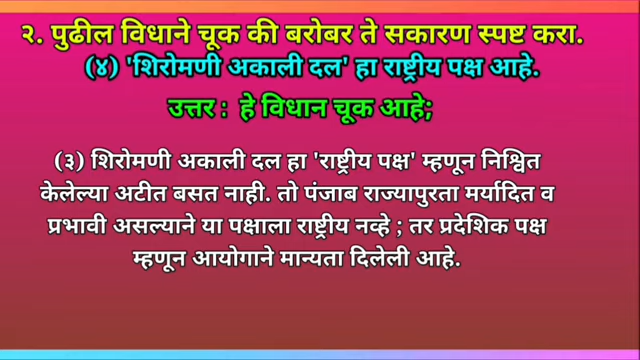 २. पुढील विधाने चूक की बरोबर ते सकारण स्पष्ट करा.
(४) 'शिरोमणी अकाली दल' हा राष्ट्रीय पक्ष आहे.
उत्तर : हे विधान चूक आहे;
(३) शिरोमणी अकाली दल हा 'राष्ट्रीय पक्ष' म्हणून निश्चित
केलेल्या अटीत बसत नाही. तो पंजाब राज्यापुरता मर्यादित व
प्रभावी असल्याने या पक्षाला राष्ट्रीय नव्हे ; तर प्रदेशिक पक्ष
म्हणून आयोगाने मान्यता दिलेली आहे.